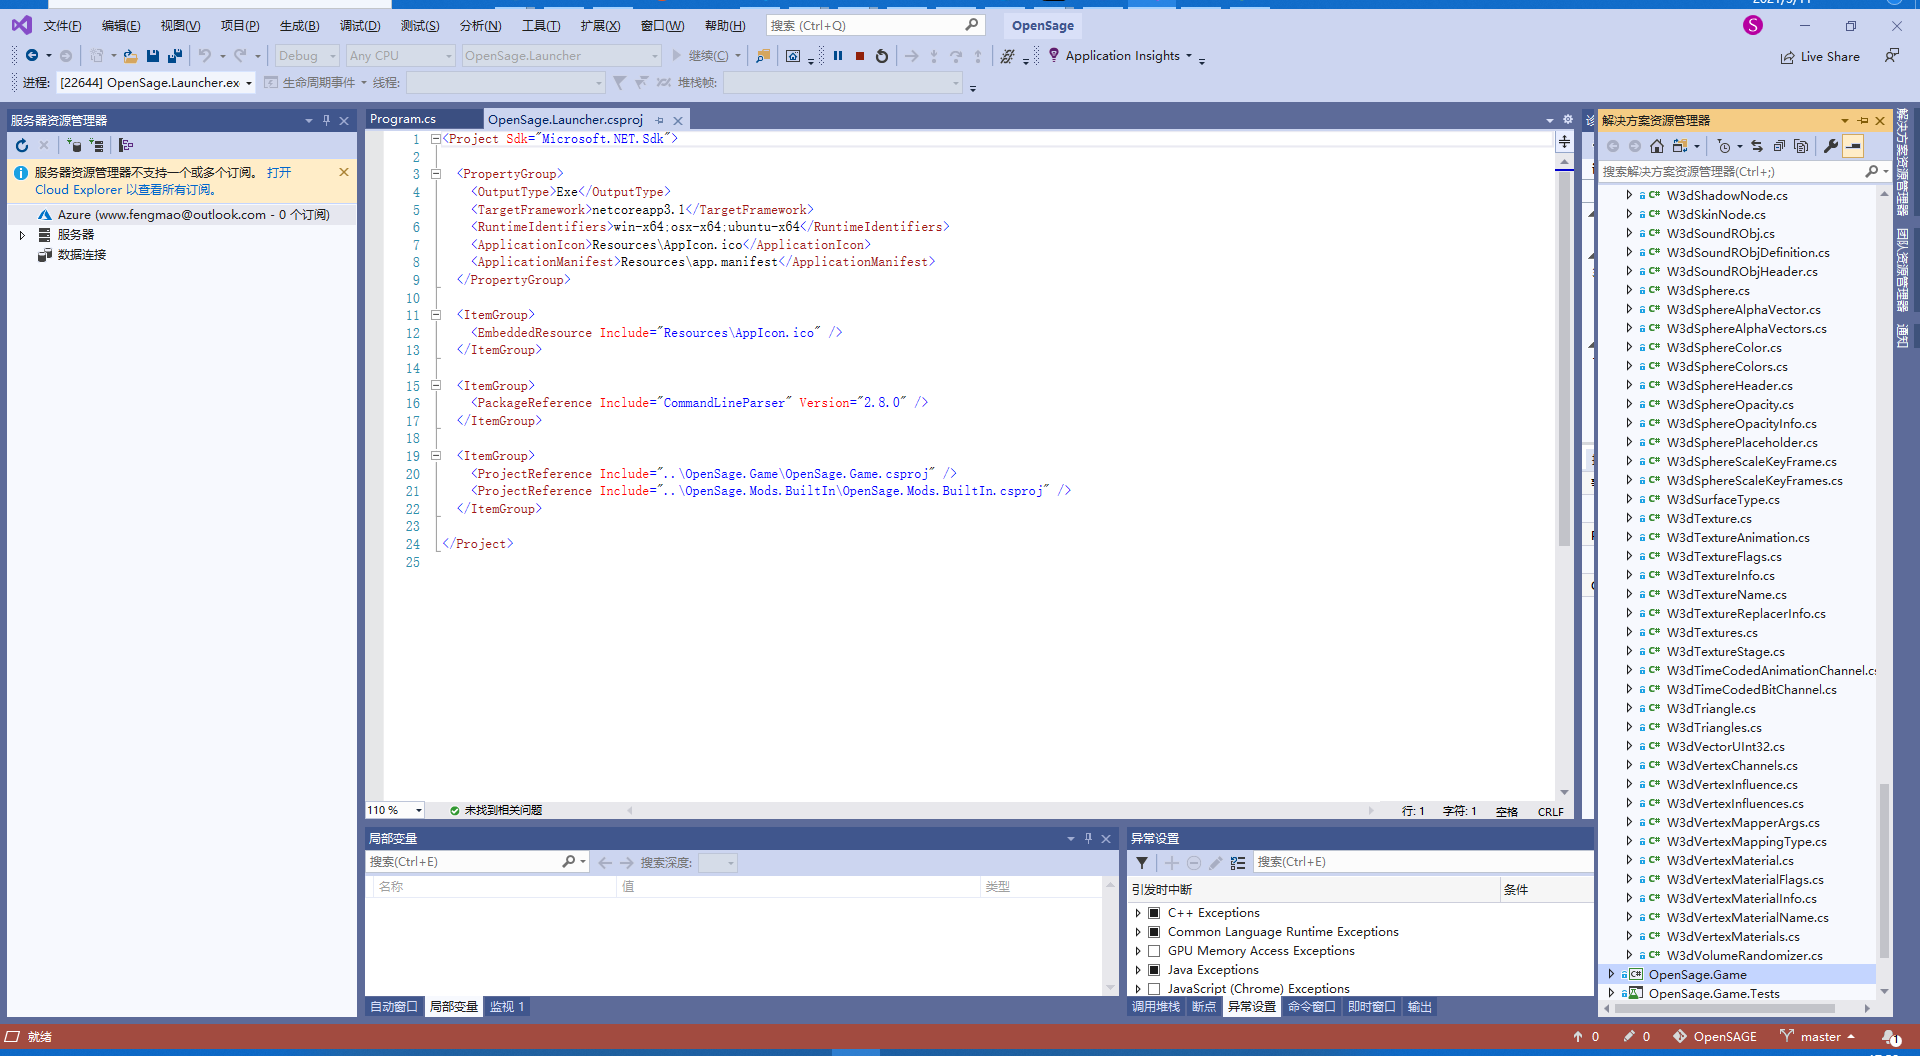 文件(F) 编辑(E) 视图(V) 项目(P) 生成(B) 调试(D) 测试(S) 分析(N) 工具(T) 扩展(X) 窗口(W) 帮助(H) 搜索 (Ctrl+Q) OpenSage S
Debug Any CPU OpenSage.Launcher 继续(C) Application Insights Live Share
进程: [22644] OpenSage.Launcher.ex 生命周期事件 线程: 堆栈帧:
服务器资源管理器
服务器资源管理器不支持一个或多个订阅。 打开
Cloud Explorer 以查看所有订阅。
Azure (www.fengmao@outlook.com - 0 个订阅)
服务器
数据连接
Program.cs OpenSage.Launcher.csproj
1 <Project Sdk="Microsoft.NET.Sdk">
2
3 <PropertyGroup>
4 <OutputType>Exe</OutputType>
5 <TargetFramework>netcoreapp3.1</TargetFramework>
6 <RuntimeIdentifiers>win-x64;osx-x64;ubuntu-x64</RuntimeIdentifiers>
7 <ApplicationIcon>Resources\AppIcon.ico</ApplicationIcon>
8 <ApplicationManifest>Resources\app.manifest</ApplicationManifest>
9 </PropertyGroup>
10
11 <ItemGroup>
12 <EmbeddedResource Include="Resources\AppIcon.ico" />
13 </ItemGroup>
14
15 <ItemGroup>
16 <PackageReference Include="CommandLineParser" Version="2.8.0" />
17 </ItemGroup>
18
19 <ItemGroup>
20 <ProjectReference Include="..\OpenSage.Game\OpenSage.Game.csproj" />
21 <ProjectReference Include="..\OpenSage.Mods.BuiltIn\OpenSage.Mods.BuiltIn.csproj" />
22 </ItemGroup>
23
24 </Project>
25
110 % 未找到相关问题 行: 1 字符: 1 空格 CRLF
局部变量
搜索(Ctrl+E) 搜索深度:
名称 值 类型
自动窗口 局部变量 监视 1
异常设置
搜索(Ctrl+E)
引发时中断 条件
C++ Exceptions
Common Language Runtime Exceptions
GPU Memory Access Exceptions
Java Exceptions
JavaScript (Chrome) Exceptions
调用堆栈 断点 异常设置 命令窗口 即时窗口 输出
解决方案资源管理器
搜索解决方案资源管理器(Ctrl+;)
W3dShadowNode.cs
W3dSkinNode.cs
W3dSoundRObj.cs
W3dSoundRObjDefinition.cs
W3dSoundRObjHeader.cs
W3dSphere.cs
W3dSphereAlphaVector.cs
W3dSphereAlphaVectors.cs
W3dSphereColor.cs
W3dSphereColors.cs
W3dSphereHeader.cs
W3dSphereOpacity.cs
W3dSphereOpacityInfo.cs
W3dSpherePlaceholder.cs
W3dSphereScaleKeyFrame.cs
W3dSphereScaleKeyFrames.cs
W3dSurfaceType.cs
W3dTexture.cs
W3dTextureAnimation.cs
W3dTextureFlags.cs
W3dTextureInfo.cs
W3dTextureName.cs
W3dTextureReplacerInfo.cs
W3dTextures.cs
W3dTextureStage.cs
W3dTimeCodedAnimationChannel.cs
W3dTimeCodedBitChannel.cs
W3dTriangle.cs
W3dTriangles.cs
W3dVectorUInt32.cs
W3dVertexChannels.cs
W3dVertexInfluence.cs
W3dVertexInfluences.cs
W3dVertexMapperArgs.cs
W3dVertexMappingType.cs
W3dVertexMaterial.cs
W3dVertexMaterialFlags.cs
W3dVertexMaterialInfo.cs
W3dVertexMaterialName.cs
W3dVertexMaterials.cs
W3dVolumeRandomizer.cs
OpenSage.Game
OpenSage.Game.Tests
解决方案资源管理器
团队资源管理器
通知
就绪 0 0 OpenSAGE master 1